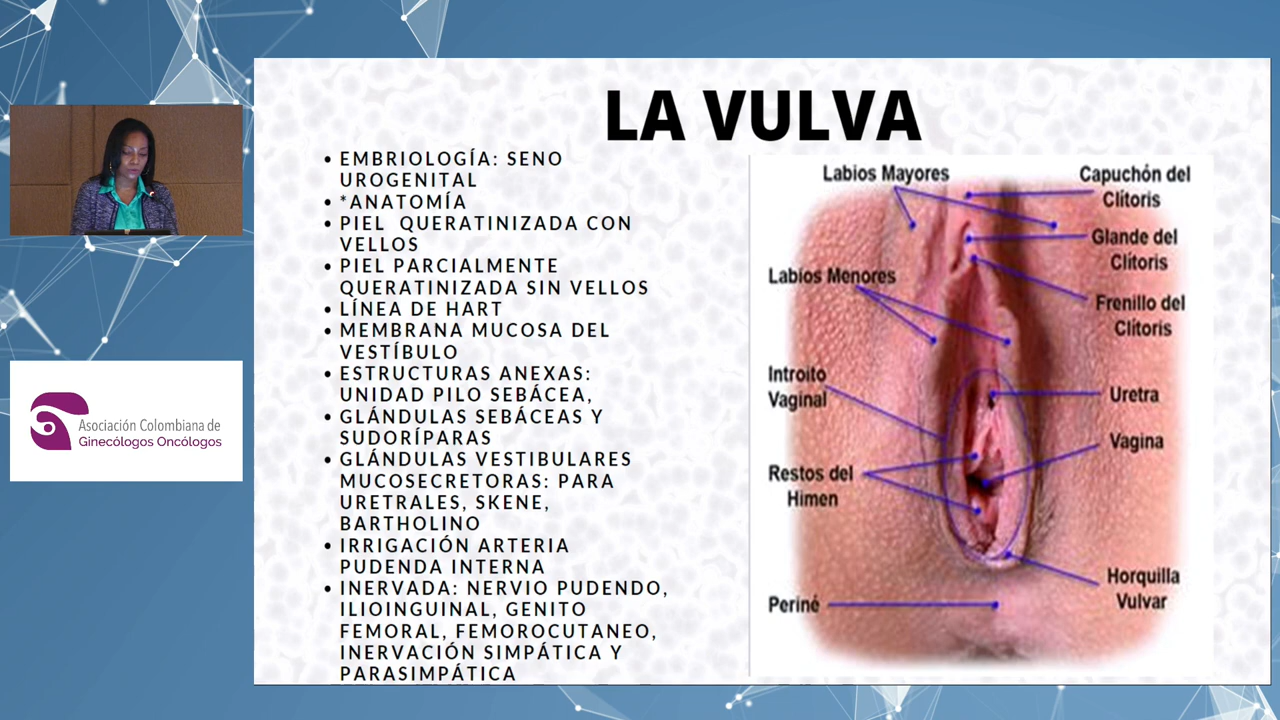 LA VULVA
• EMBRIOLOGÍA: SENO
UROGENITAL
• *ANATOMÍA
• PIEL QUERATINIZADA CON
VELLOS
• PIEL PARCIALMENTE
QUERATINIZADA SIN VELLOS
• LÍNEA DE HART
• MEMBRANA MUCOSA DEL
VESTÍBULO
• ESTRUCTURAS ANEXAS:
UNIDAD PILO SEBÁCEA,
• GLÁNDULAS SEBÁCEAS Y
SUDORÍPARAS
• GLÁNDULAS VESTIBULARES
MUCOSECRETORAS: PARA
URETRALES, SKENE,
BARTHOLINO
• IRRIGACIÓN ARTERIA
PUDENDA INTERNA
• INERVADA: NERVIO PUDENDO,
ILIOINGUINAL, GENITO
FEMORAL, FEMOROCUTANEO,
INERVACIÓN SIMPÁTICA Y
PARASIMPÁTICA
Labios Mayores
Capuchón del
Clítoris
Glande del
Clítoris
Labios Menores
Frenillo del
Clítoris
Introito
Vaginal
Uretra
Vagina
Restos del
Himen
Horquilla
Vulvar
Periné
Asociación Colombiana de
Ginecólogos Oncólogos